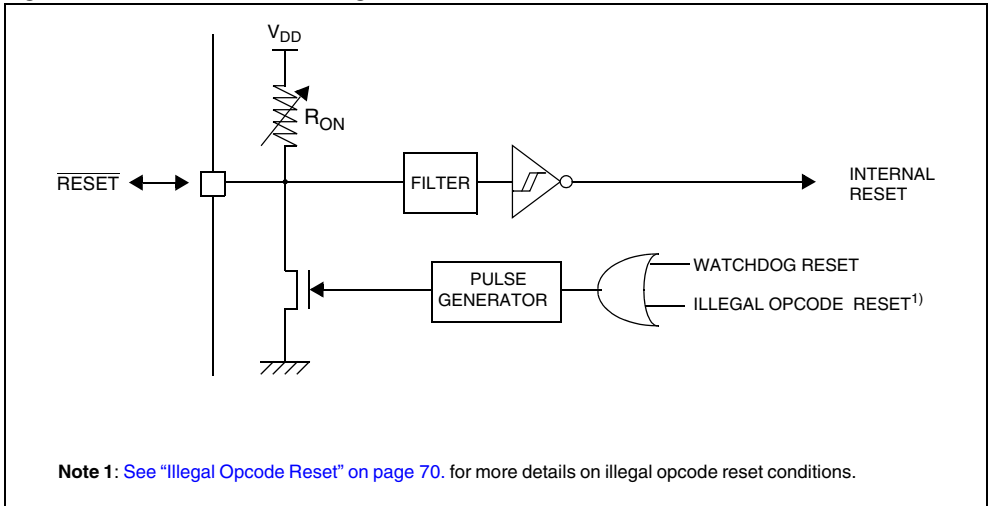 VDD
RON
RESET
FILTER
INTERNAL
RESET
PULSE
GENERATOR
WATCHDOG RESET
ILLEGAL OPCODE RESET1)
Note 1: See “Illegal Opcode Reset” on page 70. for more details on illegal opcode reset conditions.